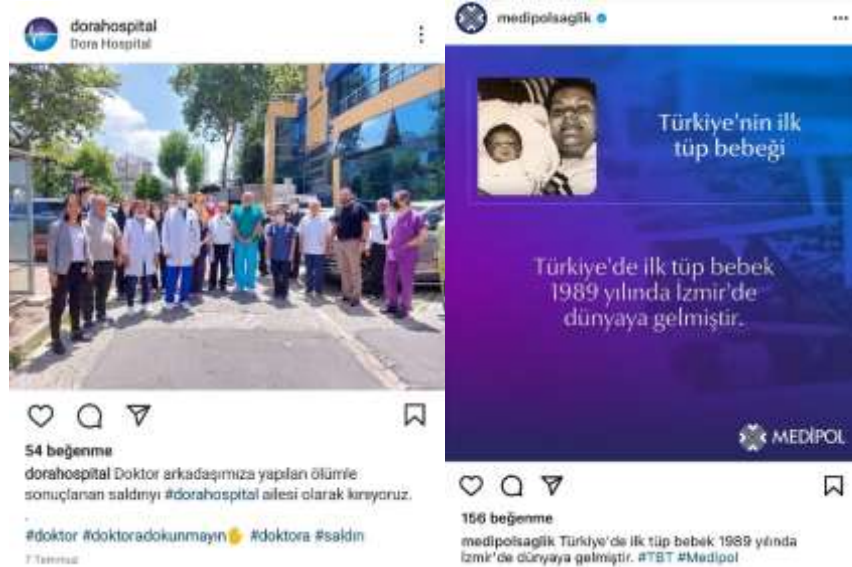 dorahospital
Dora Hospital
54 beğenme
dorahospital Doktor arkadaşımıza yapılan ölümle
sonuçlanan saldırıyı #dorahospital ailesi olarak kınıyoruz.
.
#doktor #doktoradokunmayın✋ #doktora #saldırı
7 Temmuz
medipolsaglik
Türkiye'nin ilk
tüp bebeği
Türkiye'de ilk tüp bebek
1989 yılında İzmir'de
dünyaya gelmiştir.
MEDİPOL
156 beğenme
medipolsaglik Türkiye'de ilk tüp bebek 1989 yılında
İzmir'de dünyaya gelmiştir. #TBT #Medipol